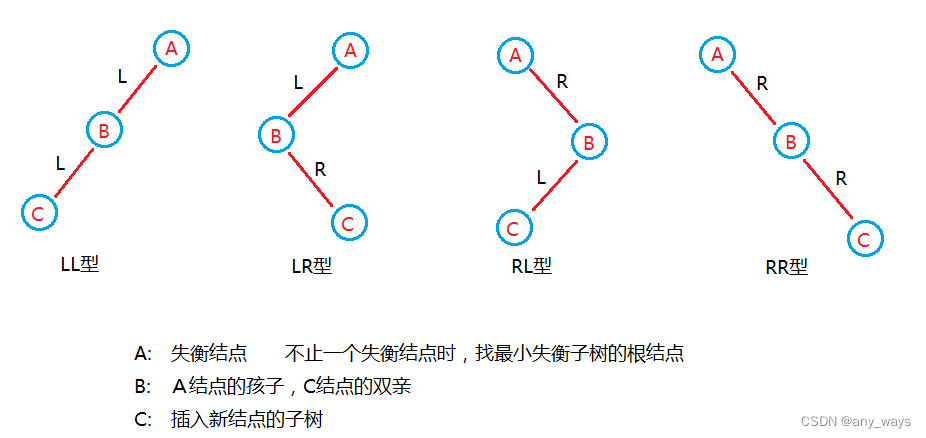 A
A
A
A
L
L
R
R
B
B
B
B
L
R
L
R
C
C
C
C
LL型
LR型
RL型
RR型
A: 失衡结点 不止一个失衡结点时，找最小失衡子树的根结点
B: A结点的孩子，C结点的双亲
C: 插入新结点的子树
CSDN @any_ways